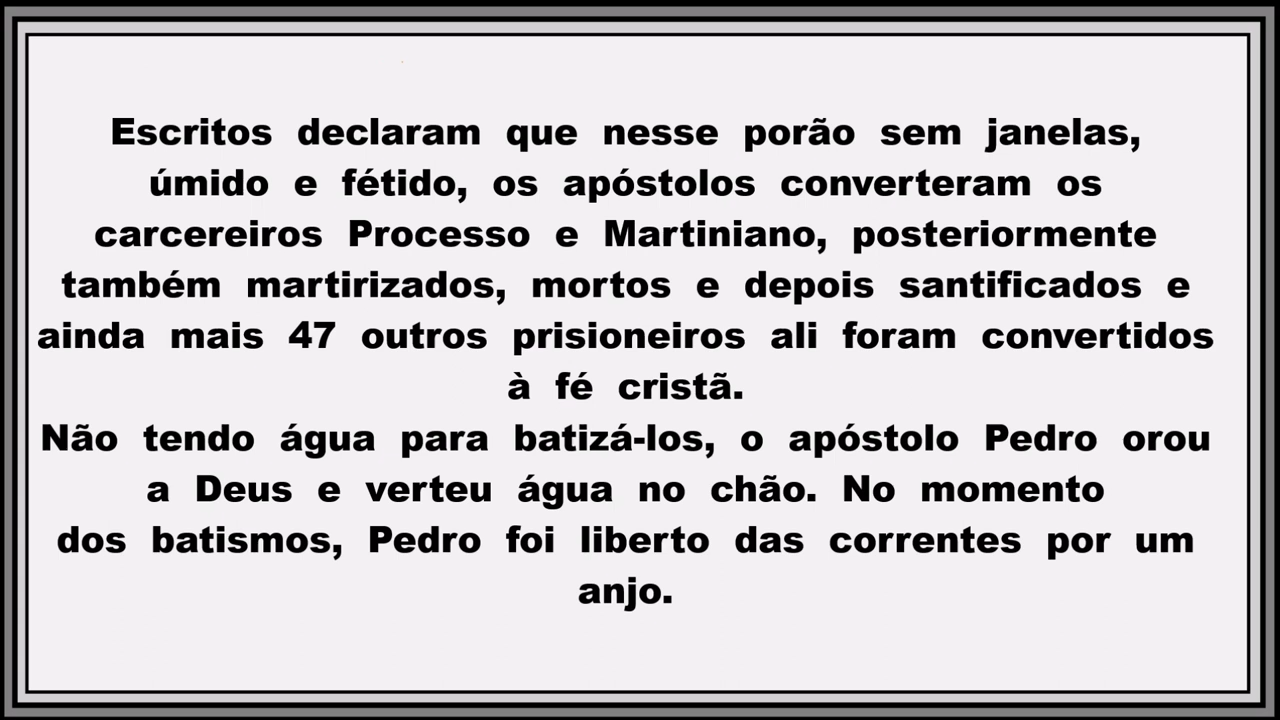 Escritos declaram que nesse porão sem janelas,
úmido e fétido, os apóstolos converteram os
carcereiros Processo e Martiniano, posteriormente
também martirizados, mortos e depois santificados e
ainda mais 47 outros prisioneiros ali foram convertidos
à fé cristã.
Não tendo água para batizá-los, o apóstolo Pedro orou
a Deus e verteu água no chão. No momento
dos batismos, Pedro foi liberto das correntes por um
anjo.